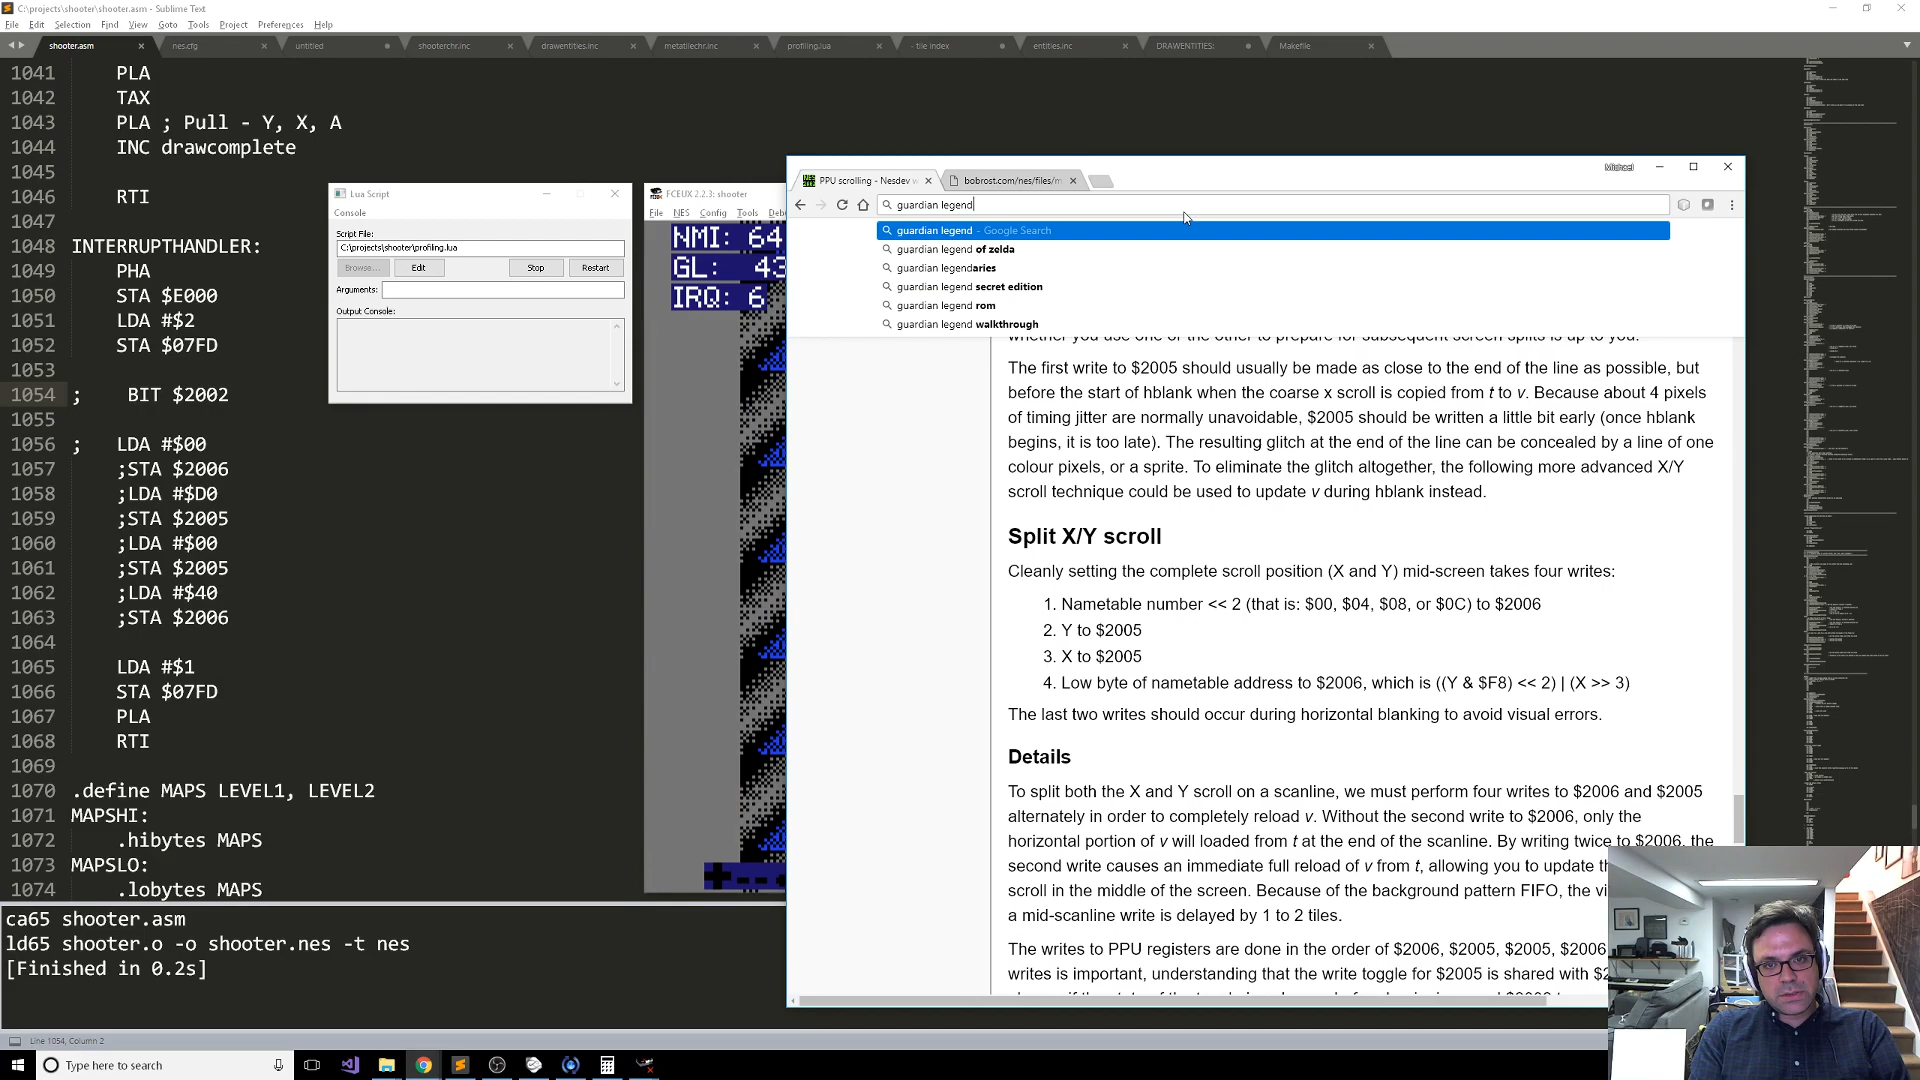 C:\projects\shooter\shooter.asm - Sublime Text
File Edit Selection Find View Goto Tools Project Preferences Help
shooter.asm nes.cfg untitled shooterchr.inc drawentities.inc metatilechr.inc profiling.lua - tile index entities.inc DRAWENTITIES: Makefile
1041 PLA
1042 TAX
1043 PLA ; Pull - Y, X, A
1044 INC drawcomplete
1045
1046 RTI
1047
1048 INTERRUPTHANDLER:
1049 PHA
1050 STA $E000
1051 LDA #$2
1052 STA $07FD
1053
1054 ; BIT $2002
1055
1056 ; LDA #$00
1057 ;STA $2006
1058 ;LDA #$D0
1059 ;STA $2005
1060 ;LDA #$00
1061 ;STA $2005
1062 ;LDA #$40
1063 ;STA $2006
1064
1065 LDA #$1
1066 STA $07FD
1067 PLA
1068 RTI
1069
1070 .define MAPS LEVEL1, LEVEL2
1071 MAPSHI:
1072 .hibytes MAPS
1073 MAPSLO:
1074 .lobytes MAPS
ca65 shooter.asm
ld65 shooter.o -o shooter.nes -t nes
[Finished in 0.2s]
Line 1054, Column 2
Lua Script
Console
Script File:
C:\projects\shooter\profiling.lua
Browse... Edit Stop Restart
Arguments:
Output Console:
FCEUX 2.2.3: shooter
File NES Config Tools Deb
NMI: 64
GL: 43
IRQ: 6
Michael
PPU scrolling - Nesdev w bobrost.com/nes/files/m
guardian legend
guardian legend - Google Search
guardian legend of zelda
guardian legendaries
guardian legend secret edition
guardian legend rom
guardian legend walkthrough
whether you use one or the other to prepare for subsequent screen splits is up to you.
The first write to $2005 should usually be made as close to the end of the line as possible, but
before the start of hblank when the coarse x scroll is copied from t to v. Because about 4 pixels
of timing jitter are normally unavoidable, $2005 should be written a little bit early (once hblank
begins, it is too late). The resulting glitch at the end of the line can be concealed by a line of one
colour pixels, or a sprite. To eliminate the glitch altogether, the following more advanced X/Y
scroll technique could be used to update v during hblank instead.
Split X/Y scroll
Cleanly setting the complete scroll position (X and Y) mid-screen takes four writes:
1. Nametable number << 2 (that is: $00, $04, $08, or $0C) to $2006
2. Y to $2005
3. X to $2005
4. Low byte of nametable address to $2006, which is ((Y & $F8) << 2) | (X >> 3)
The last two writes should occur during horizontal blanking to avoid visual errors.
Details
To split both the X and Y scroll on a scanline, we must perform four writes to $2006 and $2005
alternately in order to completely reload v. Without the second write to $2006, only the
horizontal portion of v will loaded from t at the end of the scanline. By writing twice to $2006, the
second write causes an immediate full reload of v from t, allowing you to update th
scroll in the middle of the screen. Because of the background pattern FIFO, the vi
a mid-scanline write is delayed by 1 to 2 tiles.
The writes to PPU registers are done in the order of $2006, $2005, $2005, $2006
writes is important, understanding that the write toggle for $2005 is shared with $2
Type here to search